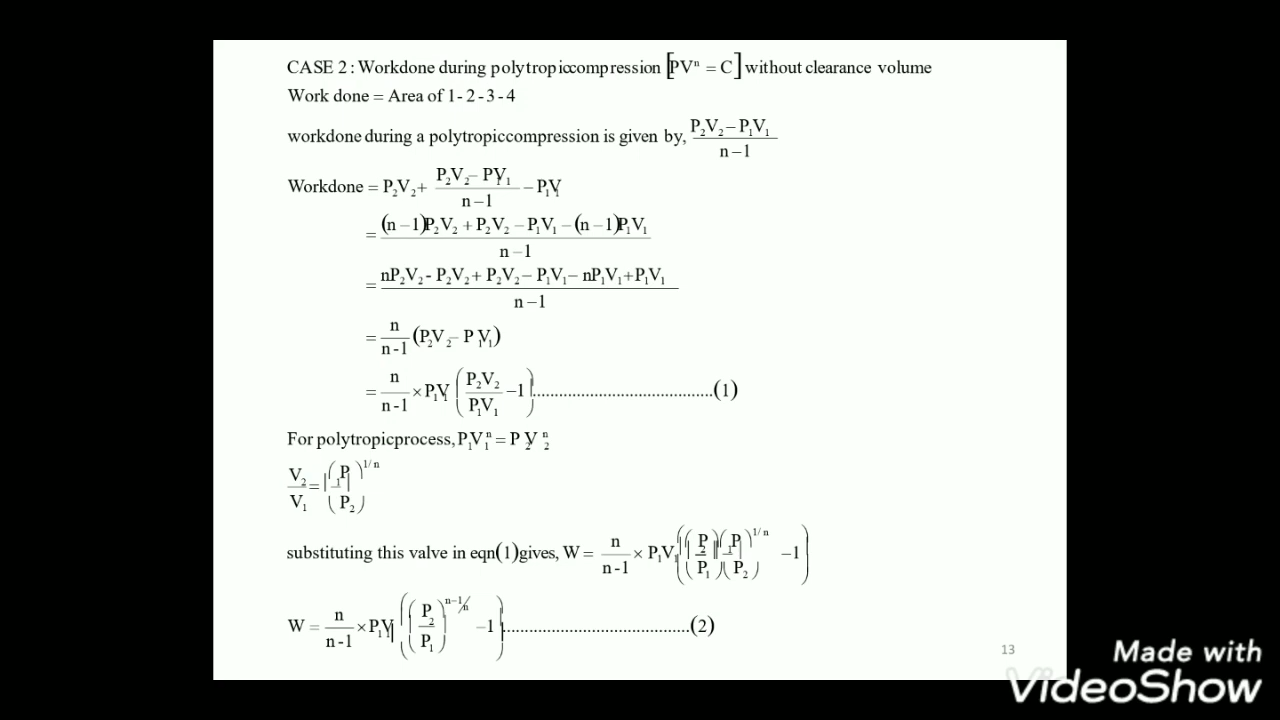 CASE 2 : Workdone during polytropiccompression [PVⁿ = C] without clearance volume
Work done = Area of 1 - 2 - 3 - 4
workdone during a polytropiccompression is given by, (P₂V₂ – P₁V₁)/(n – 1)
Workdone = P₂V₂ + (P₂V₂ – P₁V₁)/(n – 1) – P₁V₁
= ((n – 1)P₂V₂ + P₂V₂ – P₁V₁ – (n – 1)P₁V₁)/(n – 1)
= (nP₂V₂ - P₂V₂ + P₂V₂ – P₁V₁ – nP₁V₁ + P₁V₁)/(n – 1)
= n/(n - 1) (P₂V₂ – P₁V₁)
= n/(n - 1) × P₁V₁ (P₂V₂/P₁V₁ – 1)..........................................(1)
For polytropicprocess, P₁V₁ⁿ = P₂V₂ⁿ
V₂/V₁ = (P₁/P₂)^(1/n)
substituting this valve in eqn(1)gives, W = n/(n - 1) × P₁V₁ ((P₂/P₁)(P₁/P₂)^(1/n) – 1)
W = n/(n - 1) × P₁V₁ ((P₂/P₁)^(n–1/n) – 1)...........................................(2)
13
Made with
VideoShow